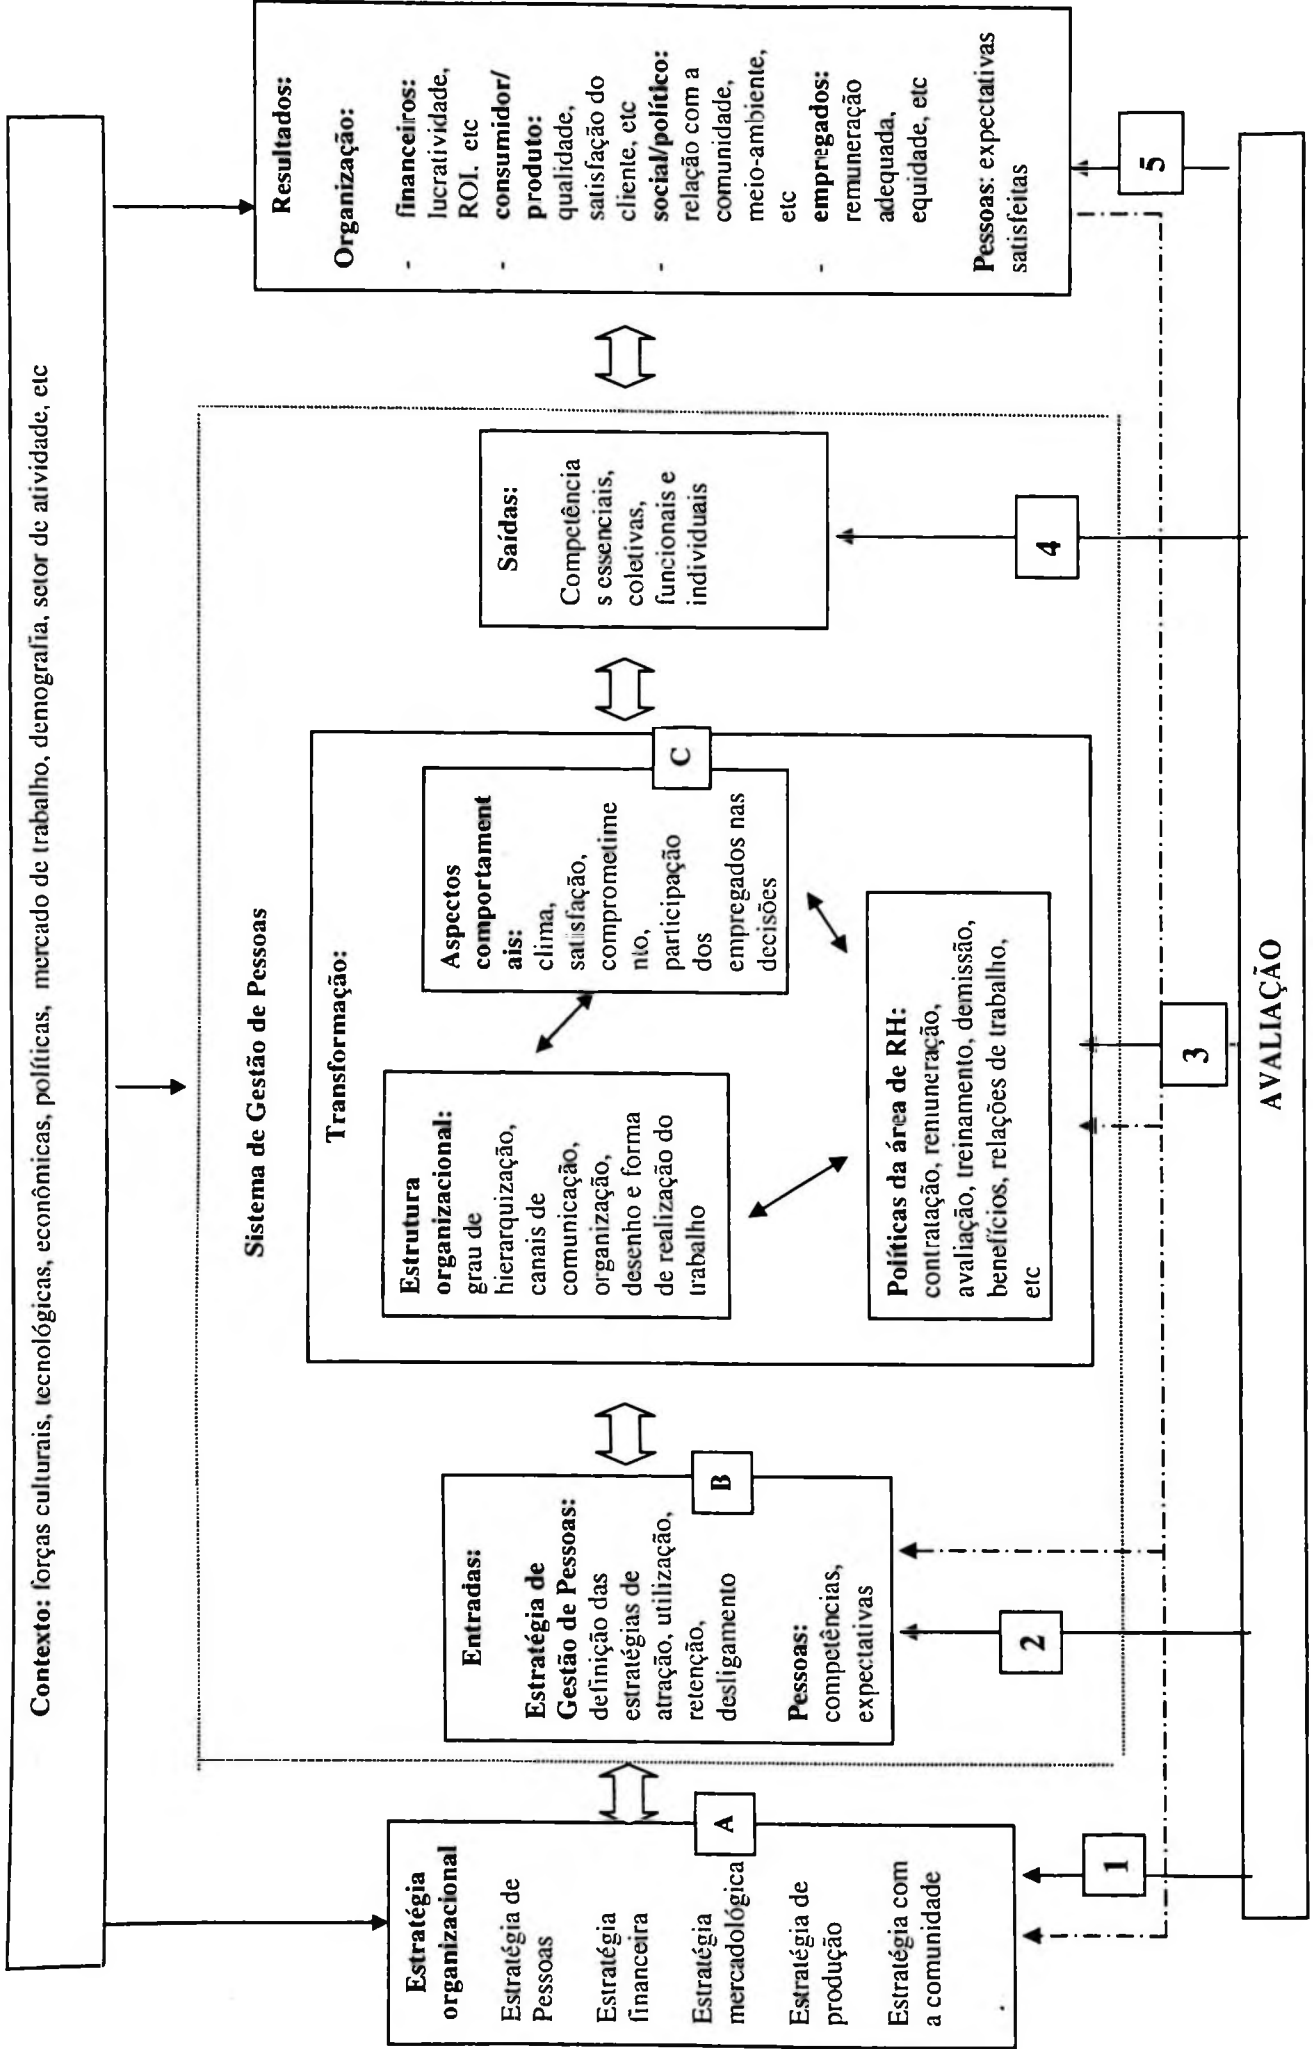 Contexto: forças culturais, tecnológicas, econômicas, políticas, mercado de trabalho, demografia, setor de atividade, etc
Estratégia
organizacional
Estratégia de
Pessoas
Estratégia
financeira
Estratégia
mercadológica
Estratégia de
produção
Estratégia com
a comunidade
A
1
Sistema de Gestão de Pessoas
Entradas:
Estratégia de
Gestão de Pessoas:
definição das
estratégias de
atração, utilização,
retenção,
desligamento
Pessoas:
competências,
expectativas
B
2
Transformação:
Estrutura
organizacional:
grau de
hierarquização,
canais de
comunicação,
organização,
desenho e forma
de realização do
trabalho
Aspectos
comportament
ais:
clima,
satisfação,
comprometime
nto,
participação
dos
empregados nas
decisões
C
Políticas da área de RH:
contratação, remuneração,
avaliação, treinamento, demissão,
benefícios, relações de trabalho,
etc
3
Saídas:
Competência
s essenciais,
coletivas,
funcionais e
individuais
4
Resultados:
Organização:
- financeiros:
lucratividade,
ROI. etc
- consumidor/
produto:
qualidade,
satisfação do
cliente, etc
- social/político:
relação com a
comunidade,
meio-ambiente,
etc
- empregados:
remuneração
adequada,
equidade, etc
Pessoas: expectativas
satisfeitas
5
AVALIAÇÃO